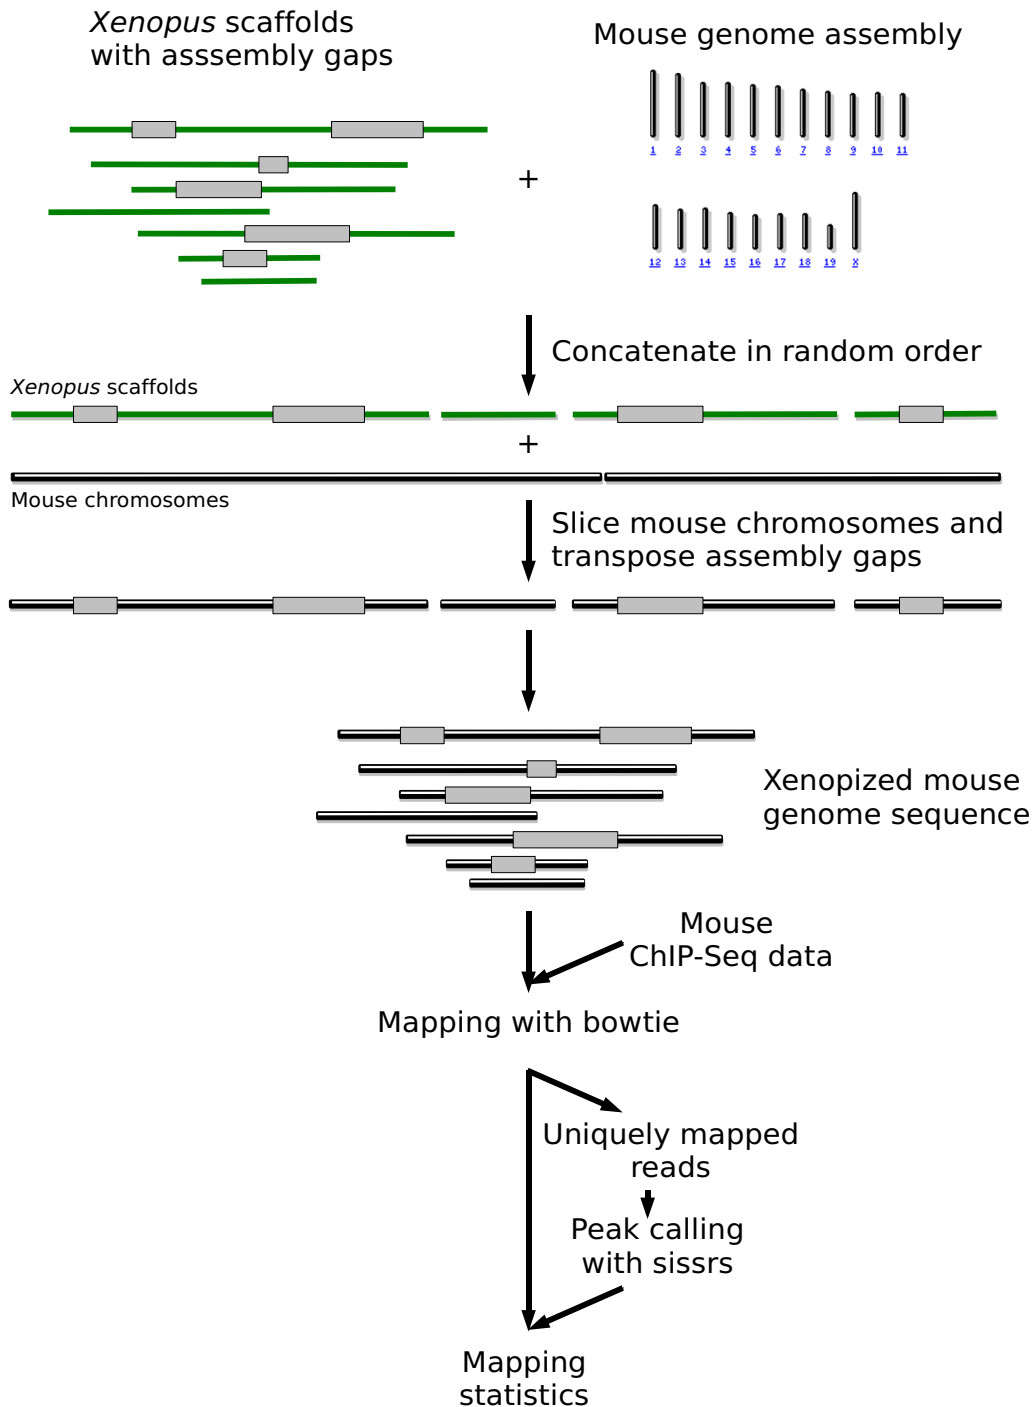 Xenopus scaffolds
with asssembly gaps
Mouse genome assembly
1 2 3 4 5 6 7 8 9 10 11
+
12 13 14 15 16 17 18 19 X
Concatenate in random order
Xenopus scaffolds
+
Mouse chromosomes
Slice mouse chromosomes and
transpose assembly gaps
Xenopized mouse
genome sequence
Mouse
ChIP-Seq data
Mapping with bowtie
Uniquely mapped
reads
Peak calling
with sissrs
Mapping
statistics